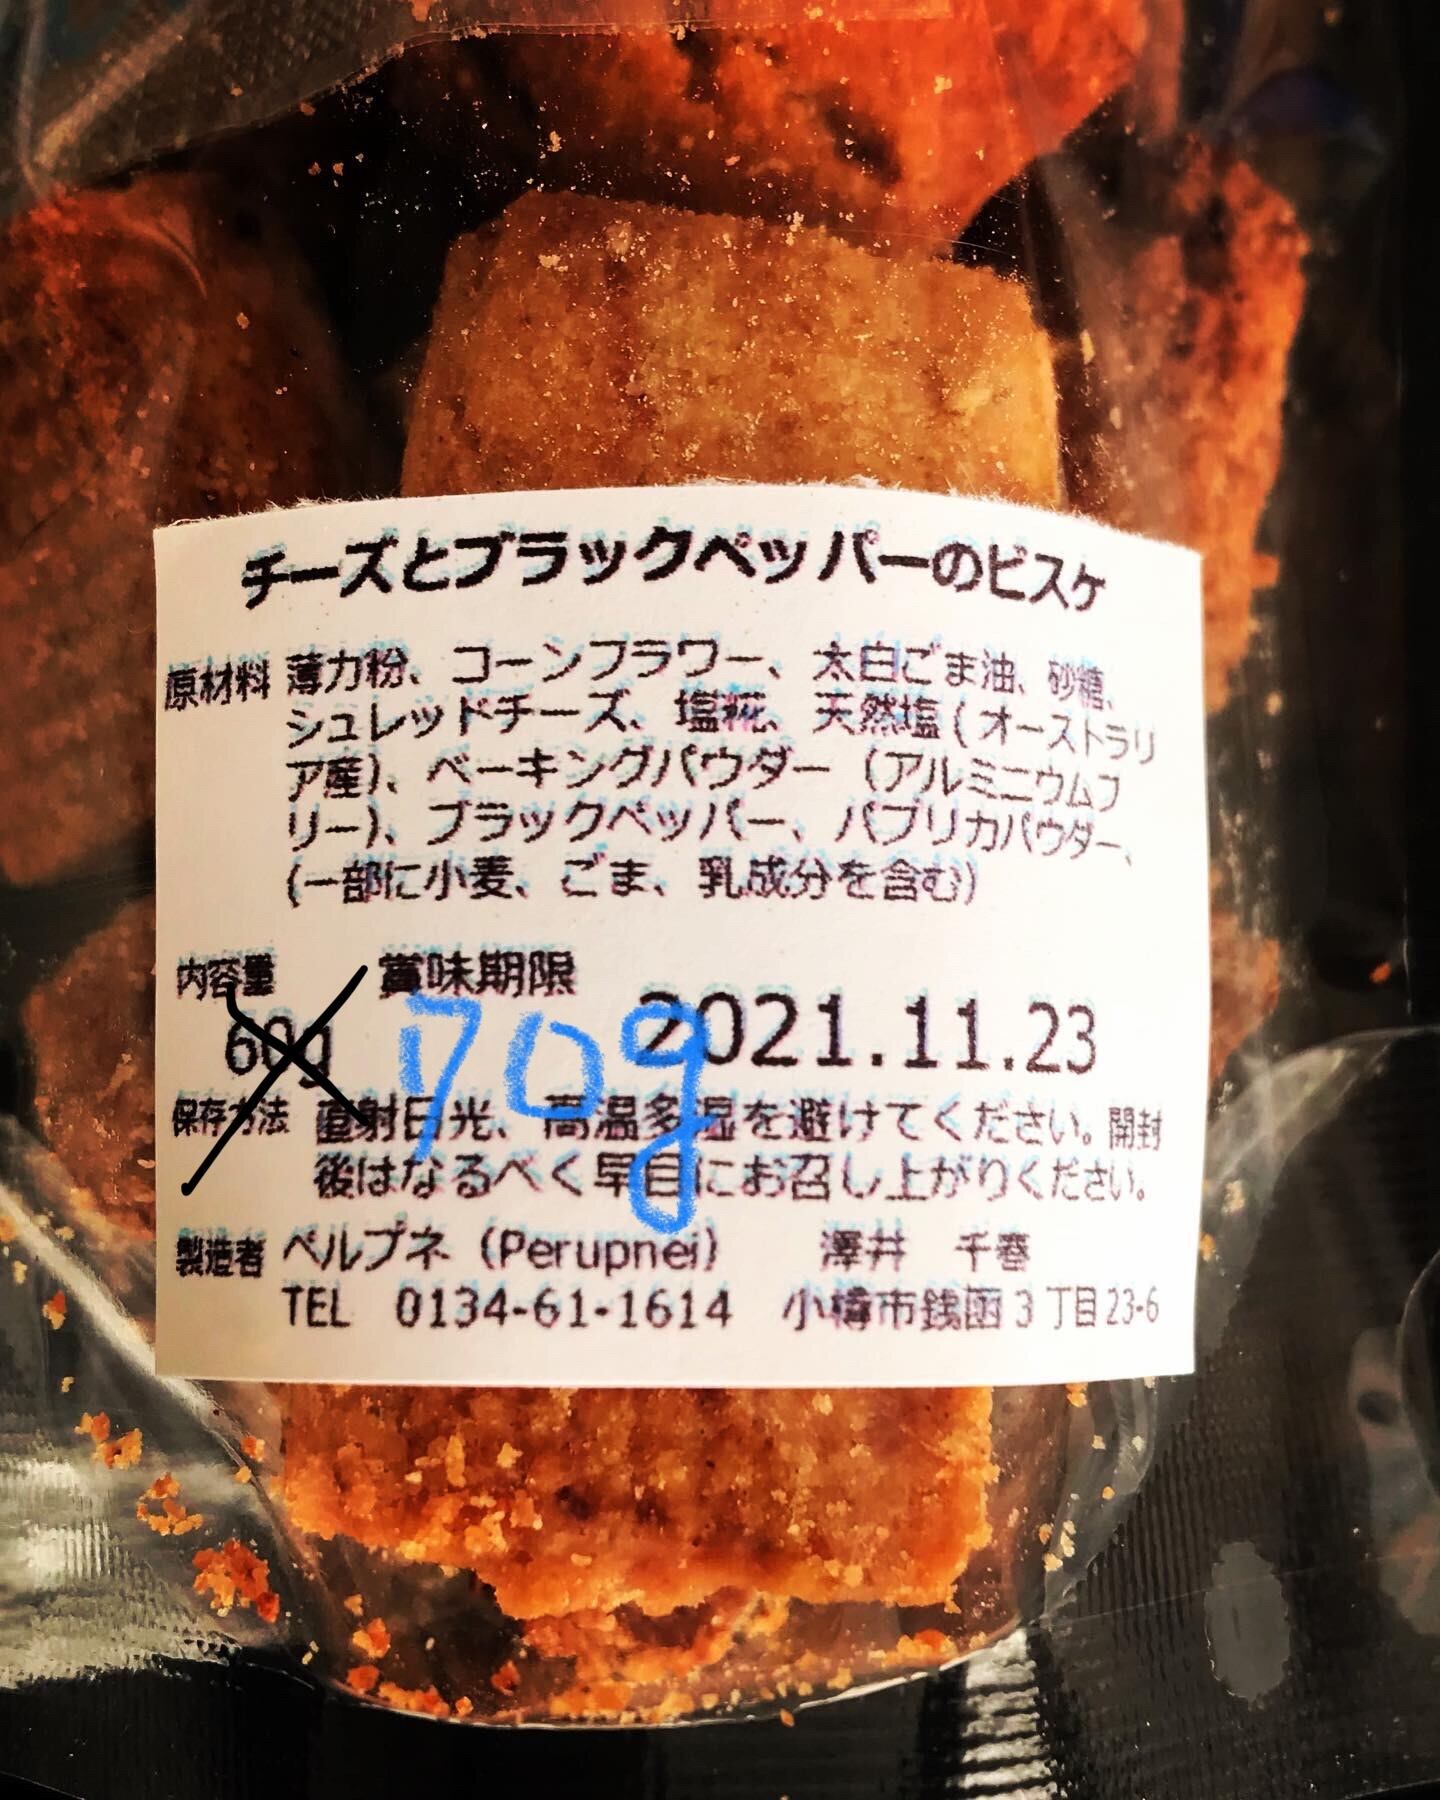 チーズとブラックペッパーのビスケ
原材料 薄力粉、コーンフラワー、太白ごま油、砂糖、
シュレッドチーズ、塩糀、天然塩(オーストラリ
ア産)、ベーキングパウダー（アルミニウムフ
リー)、ブラックペッパー、パプリカパウダー、
(一部に小麦、ごま、乳成分を含む)
内容量 賞味期限
60g 70g 2021.11.23
保存方法 直射日光、高温多湿を避けてください。開封
後はなるべく早目にお召し上がりください。
製造者 ペルプネ（Perupnei） 澤井 千春
TEL 0134-61-1614 小樽市銭函3丁目23-6